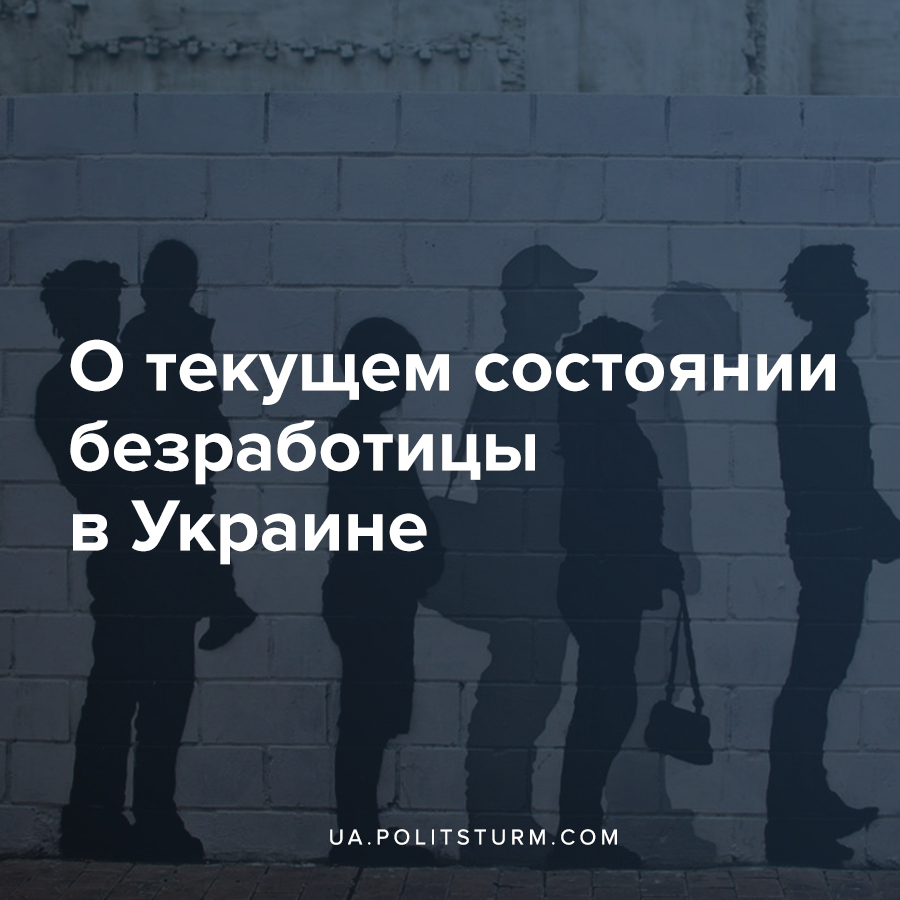 О текущем состоянии
безработицы
в Украине
UA.POLITSTURM.COM